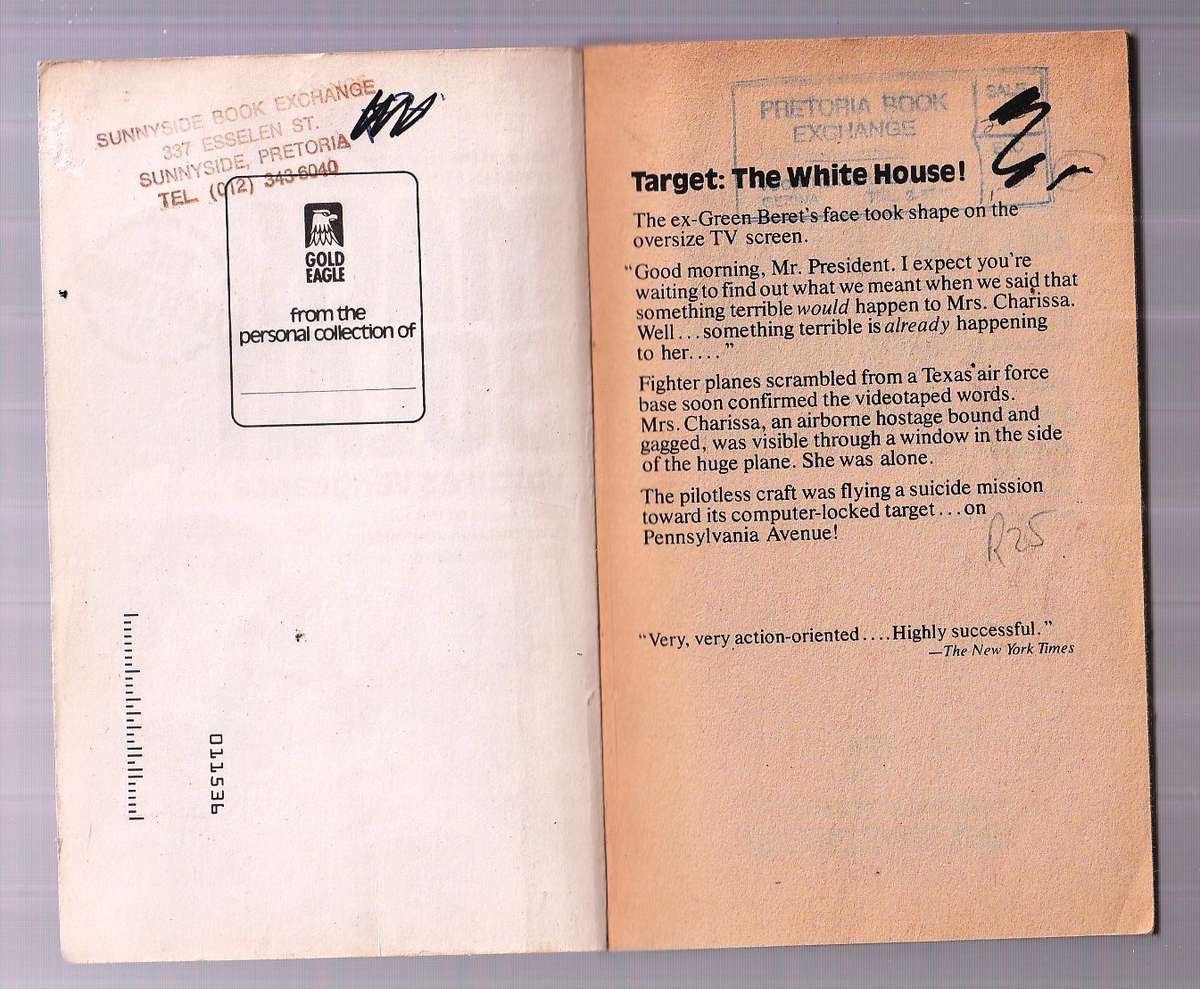 SUNNYSIDE BOOK EXCHANGE
337 ESSELEN ST.
SUNNYSIDE, PRETORIA
TEL. (012) 343-6040
GOLD
EAGLE
from the
personal collection of
011536
PRETORIA BOOK
EXCHANGE
SALE
Target: The White House!
The ex-Green Beret's face took shape on the
oversize TV screen.
“Good morning, Mr. President. I expect you're
waiting to find out what we meant when we said that
something terrible would happen to Mrs. Charissa.
Well...something terrible is already happening
to her....”
Fighter planes scrambled from a Texas air force
base soon confirmed the videotaped words.
Mrs. Charissa, an airborne hostage bound and
gagged, was visible through a window in the side
of the huge plane. She was alone.
The pilotless craft was flying a suicide mission
toward its computer-locked target...on
Pennsylvania Avenue!
R25
“Very, very action-oriented....Highly successful.”
—The New York Times